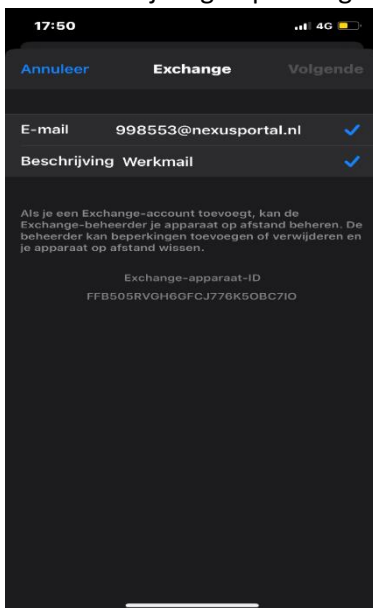 17:50 4G
Annuleer Exchange Volgende
E-mail 998553@nexusportal.nl
Beschrijving Werkmail
Als je een Exchange-account toevoegt, kan de
Exchange-beheerder je apparaat op afstand beheren. De
beheerder kan beperkingen toevoegen of verwijderen en
je apparaat op afstand wissen.
Exchange-apparaat-ID
FFB505RVGH6GFCJ776K5OBC7IO